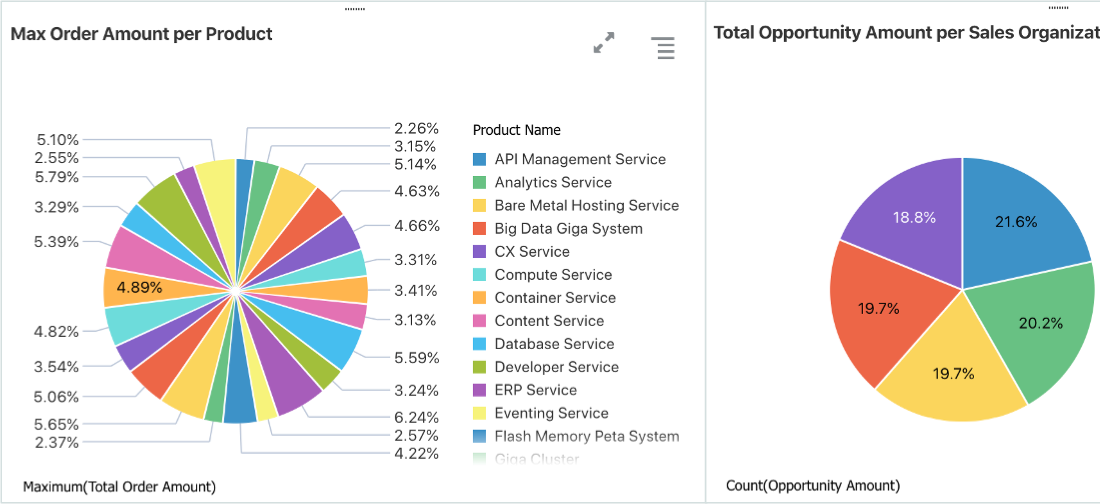 Max Order Amount per Product
5.10%
2.55%
5.79%
3.29%
5.39%
4.89%
4.82%
3.54%
5.06%
5.65%
2.37%
2.26%
3.15%
5.14%
4.63%
4.66%
3.31%
3.41%
3.13%
5.59%
3.24%
6.24%
2.57%
4.22%
Product Name
API Management Service
Analytics Service
Bare Metal Hosting Service
Big Data Giga System
CX Service
Compute Service
Container Service
Content Service
Database Service
Developer Service
ERP Service
Eventing Service
Flash Memory Peta System
Giga Cluster
Maximum(Total Order Amount)
Total Opportunity Amount per Sales Organizat
18.8%
21.6%
19.7%
20.2%
19.7%
Count(Opportunity Amount)